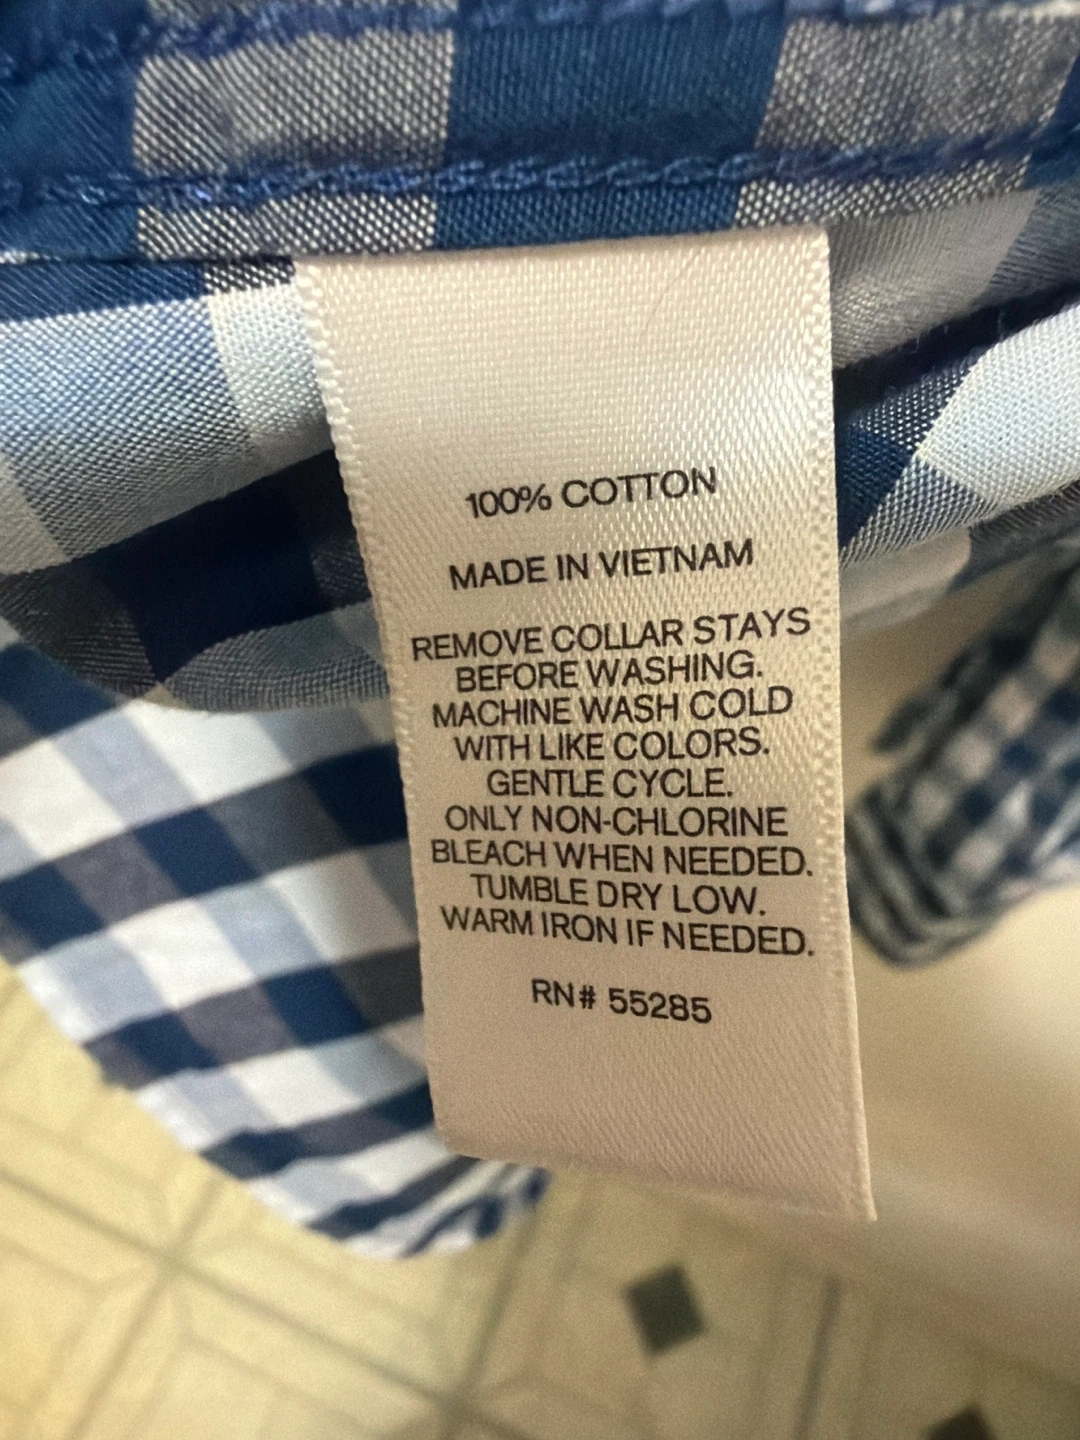 100% COTTON
MADE IN VIETNAM
REMOVE COLLAR STAYS
BEFORE WASHING.
MACHINE WASH COLD
WITH LIKE COLORS.
GENTLE CYCLE.
ONLY NON-CHLORINE
BLEACH WHEN NEEDED.
TUMBLE DRY LOW.
WARM IRON IF NEEDED.
RN# 55285